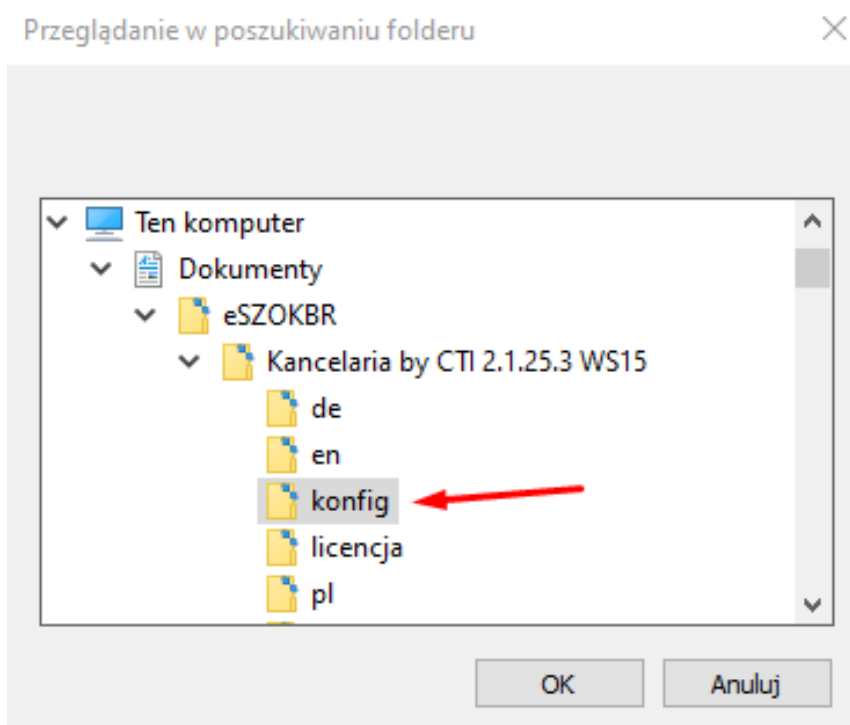 Przeglądanie w poszukiwaniu folderu
Ten komputer
Dokumenty
eSZOKBR
Kancelaria by CTI 2.1.25.3 WS15
de
en
konfig
licencja
pl
OK
Anuluj